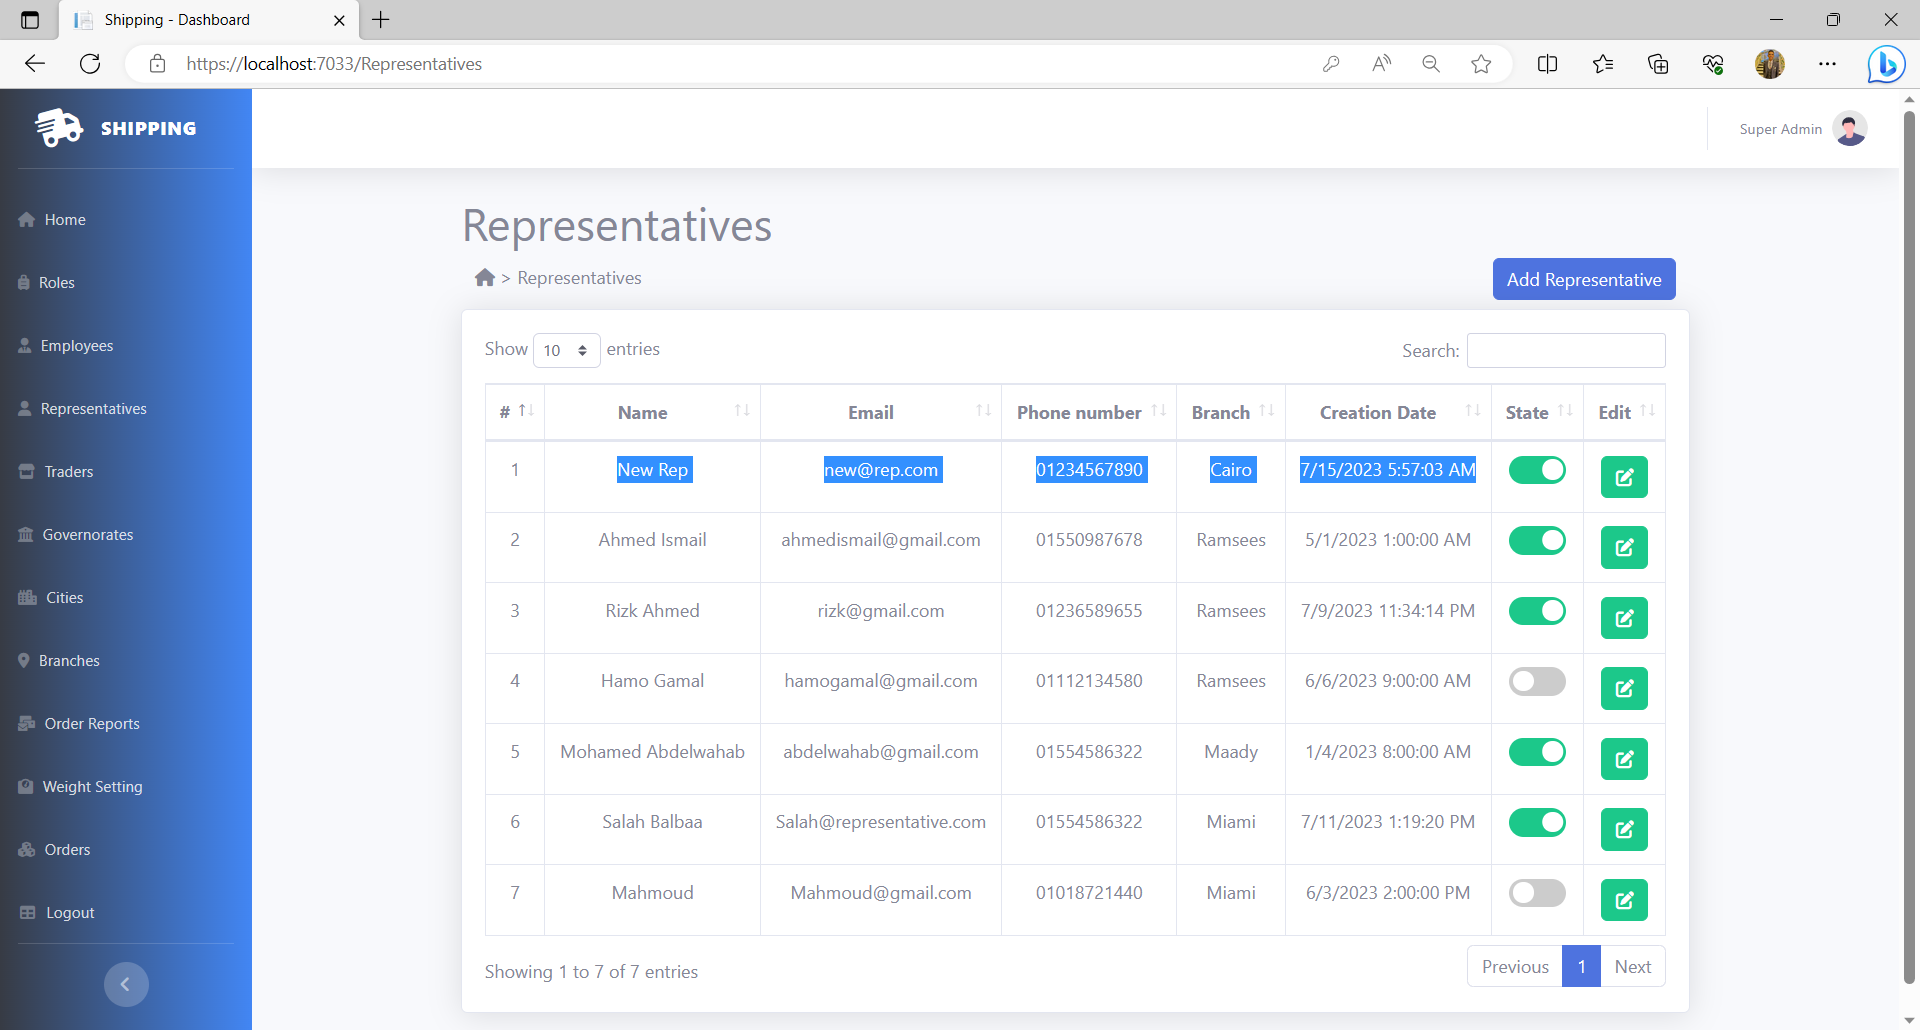 Shipping - Dashboard
https://localhost:7033/Representatives
SHIPPING
Super Admin
Home
Roles
Employees
Representatives
Traders
Governorates
Cities
Branches
Order Reports
Weight Setting
Orders
Logout
Representatives
> Representatives
Add Representative
Show 10 entries
Search:
# Name Email Phone number Branch Creation Date State Edit
1 New Rep new@rep.com 01234567890 Cairo 7/15/2023 5:57:03 AM
2 Ahmed Ismail ahmedismail@gmail.com 01550987678 Ramsees 5/1/2023 1:00:00 AM
3 Rizk Ahmed rizk@gmail.com 01236589655 Ramsees 7/9/2023 11:34:14 PM
4 Hamo Gamal hamogamal@gmail.com 01112134580 Ramsees 6/6/2023 9:00:00 AM
5 Mohamed Abdelwahab abdelwahab@gmail.com 01554586322 Maady 1/4/2023 8:00:00 AM
6 Salah Balbaa Salah@representative.com 01554586322 Miami 7/11/2023 1:19:20 PM
7 Mahmoud Mahmoud@gmail.com 01018721440 Miami 6/3/2023 2:00:00 PM
Showing 1 to 7 of 7 entries
Previous 1 Next